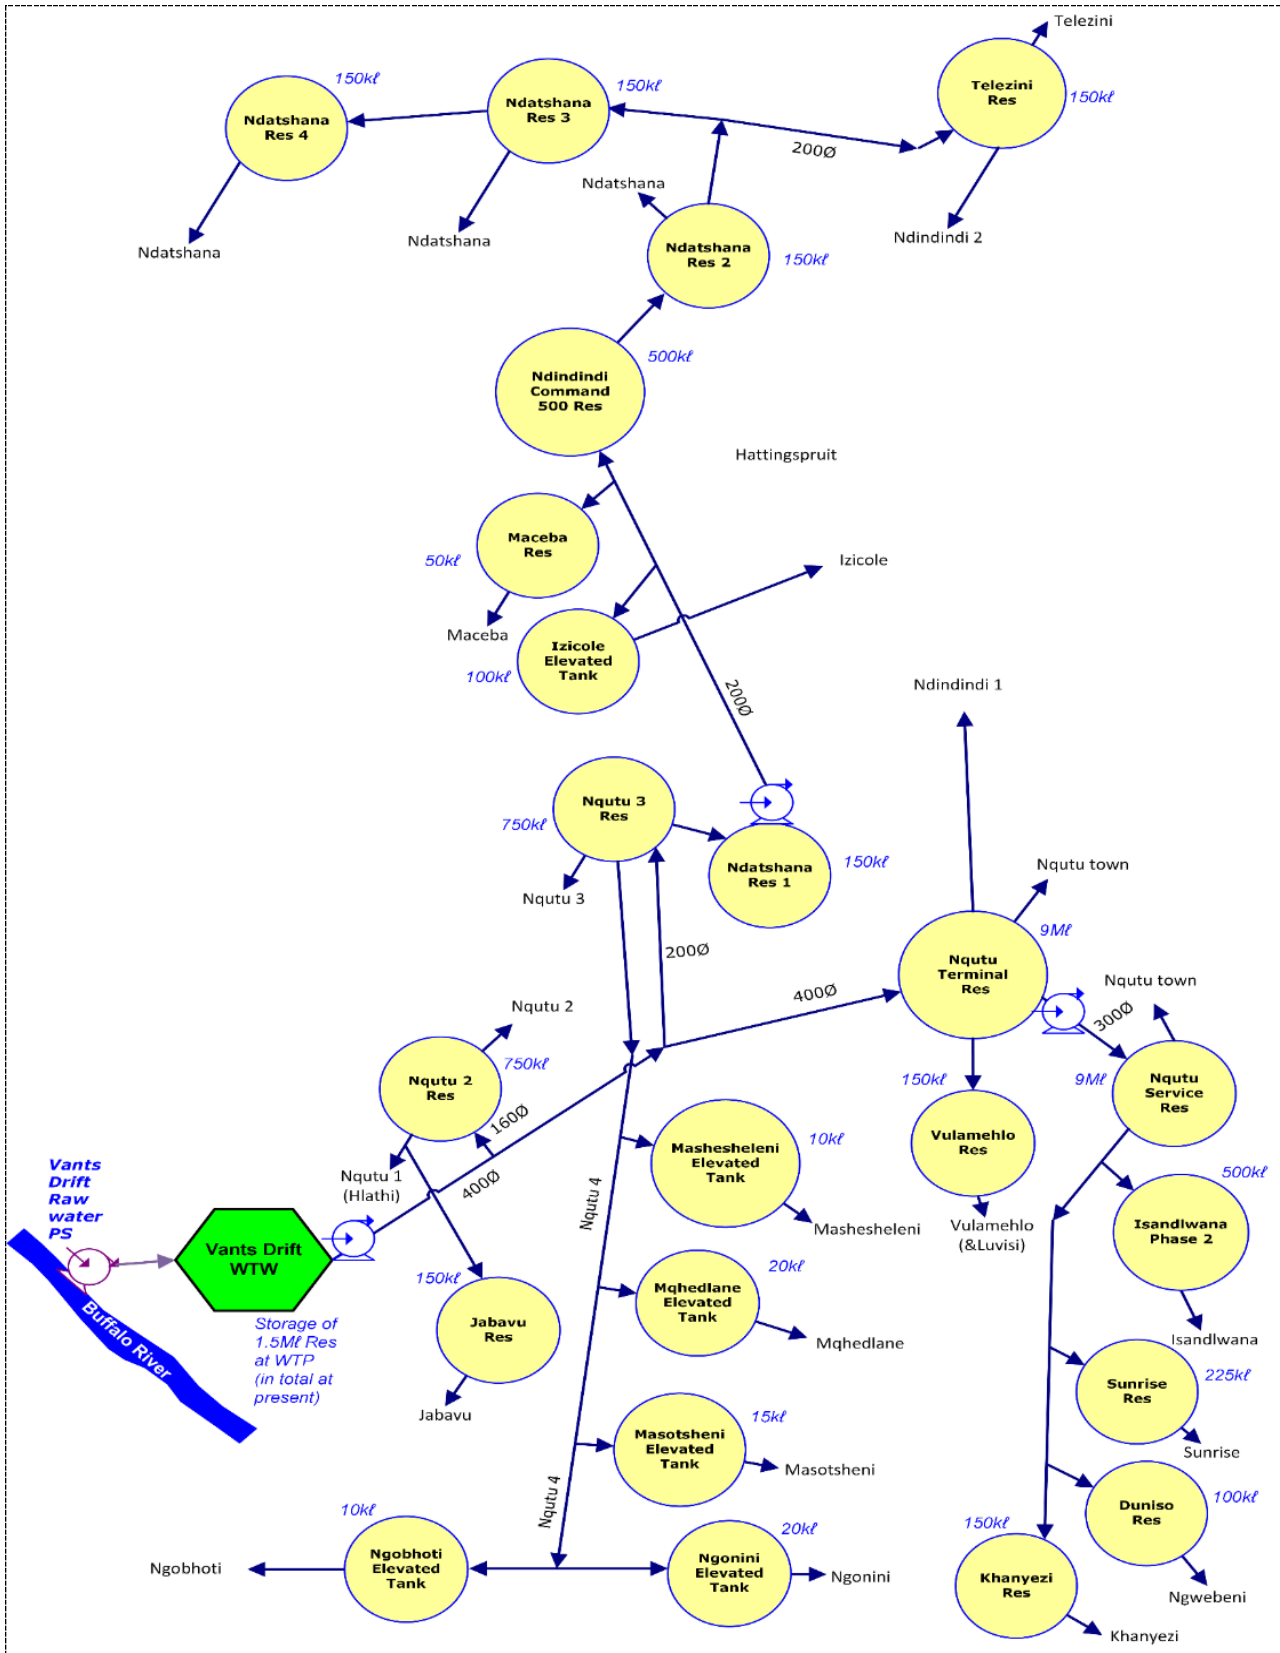 Telezini
150kℓ
150kℓ
Telezini
Res
150kℓ
Ndatshana
Res 4
Ndatshana
Res 3
200Ø
Ndatshana
Ndatshana
Ndatshana
Ndindindi 2
Ndatshana
Res 2
150kℓ
500kℓ
Ndindindi
Command
500 Res
Hattingspruit
Maceba
Res
50kℓ
Izicole
Maceba
Izicole
Elevated
Tank
100kℓ
200Ø
Ndindindi 1
Nqutu 3
Res
750kℓ
Ndatshana
Res 1
150kℓ
Nqutu 3
Nqutu town
9Mℓ
200Ø
Nqutu
Terminal
Res
400Ø
Nqutu town
300Ø
Nqutu 2
750kℓ
Nqutu 2
Res
150kℓ
9Mℓ
Nqutu
Service
Res
160Ø
Nqutu 1
(Hlathi)
400Ø
Mashesheleni
Elevated
Tank
10kℓ
Vulamehlo
Res
500kℓ
Isandlwana
Phase 2
Nqutu 4
Mashesheleni
Vulamehlo
(&Luvisi)
Vants
Drift
Raw
water
PS
Vants Drift
WTW
Buffalo River
Storage of
1.5Mℓ Res
at WTP
(in total at
present)
150kℓ
Jabavu
Res
Jabavu
20kℓ
Mqhedlane
Elevated
Tank
Mqhedlane
Isandlwana
Sunrise
Res
225kℓ
Sunrise
15kℓ
Masotsheni
Elevated
Tank
Masotsheni
Nqutu 4
Duniso
Res
100kℓ
Ngwebeni
10kℓ
Ngobhoti
Elevated
Tank
Ngobhoti
20kℓ
Ngonini
Elevated
Tank
Ngonini
150kℓ
Khanyezi
Res
Khanyezi